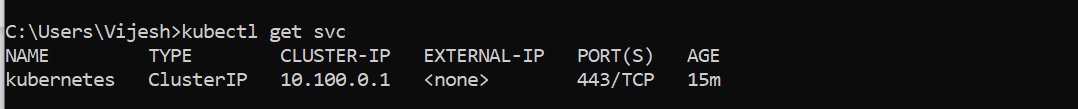 C:\Users\Vijesh>kubectl get svc
NAME         TYPE        CLUSTER-IP   EXTERNAL-IP   PORT(S)   AGE
kubernetes   ClusterIP   10.100.0.1   <none>        443/TCP   15m